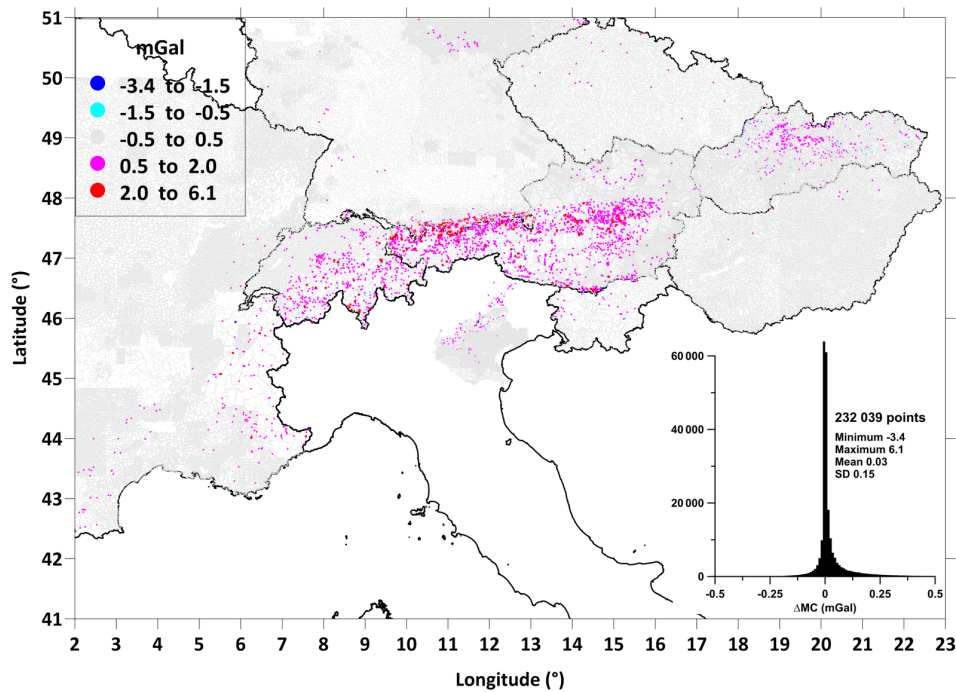 mGal
-3.4 to -1.5
-1.5 to -0.5
-0.5 to 0.5
0.5 to 2.0
2.0 to 6.1
51
50
49
48
47
46
45
44
43
42
41
Latitude (°)
2 3 4 5 6 7 8 9 10 11 12 13 14 15 16 17 18 19 20 21 22 23
Longitude (°)
60 000
40 000
20 000
0
232 039 points
Minimum -3.4
Maximum 6.1
Mean 0.03
SD 0.15
-0.5 -0.25 0 0.25 0.5
ΔMC (mGal)